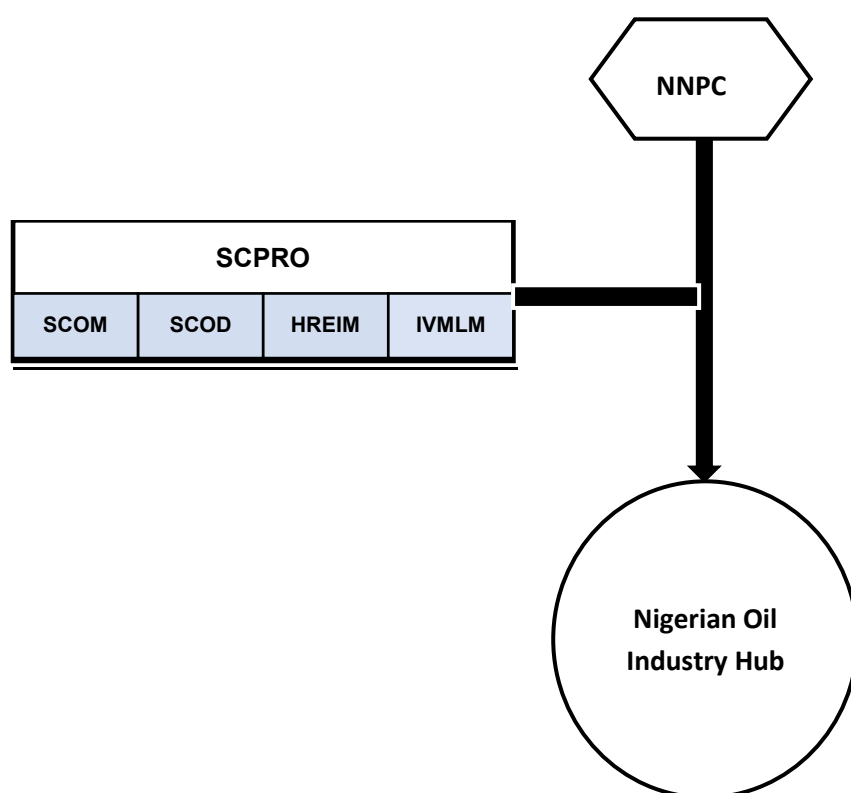 NNPC
SCPRO
SCOM SCOD HREIM IVMLM
Nigerian Oil
Industry Hub